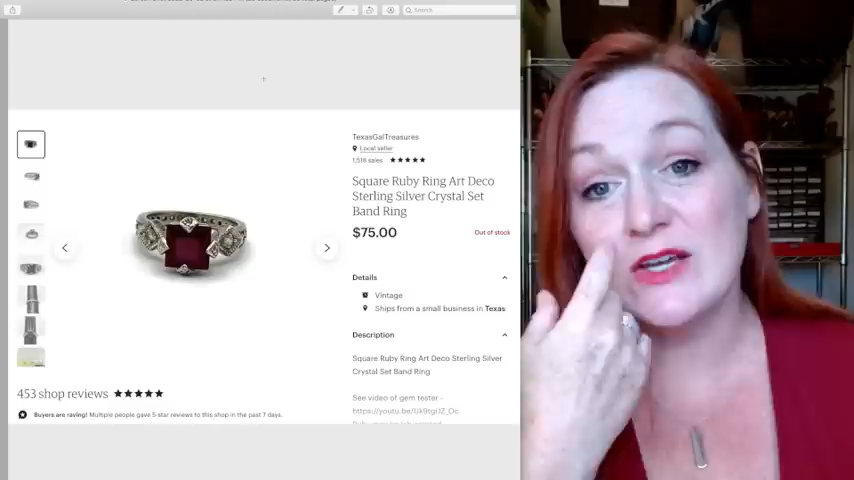 Search
TexasGalTreasures
Local seller
1,516 sales
Square Ruby Ring Art Deco
Sterling Silver Crystal Set
Band Ring
$75.00
Out of stock
Details
Vintage
Ships from a small business in Texas
Description
Square Ruby Ring Art Deco Sterling Silver
Crystal Set Band Ring
See video of gem tester -
453 shop reviews
Buyers are raving! Multiple people gave 5-star reviews to this shop in the past 7 days.